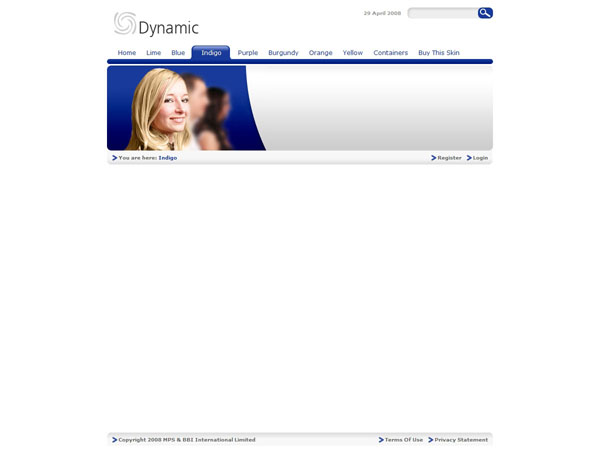 29 April 2008
Dynamic
Home Lime Blue Indigo Purple Burgundy Orange Yellow Containers Buy This Skin
You are here: Indigo Register Login
Copyright 2008 MPS & BBI International Limited Terms Of Use Privacy Statement